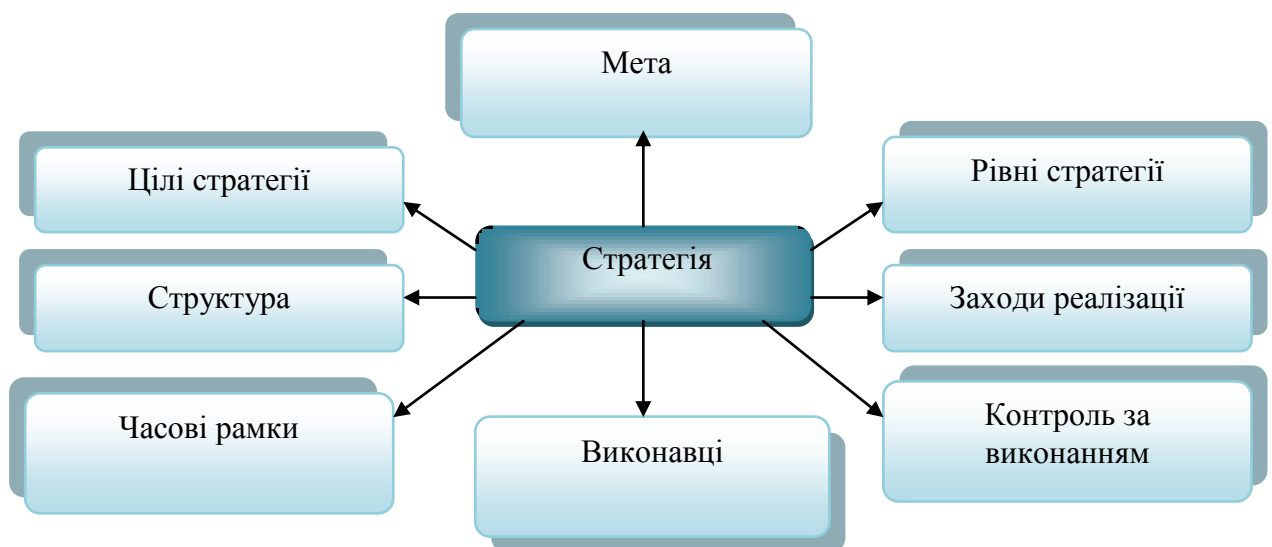 Мета
Цілі стратегії
Рівні стратегії
Стратегія
Структура
Заходи реалізації
Часові рамки
Виконавці
Контроль за
виконанням